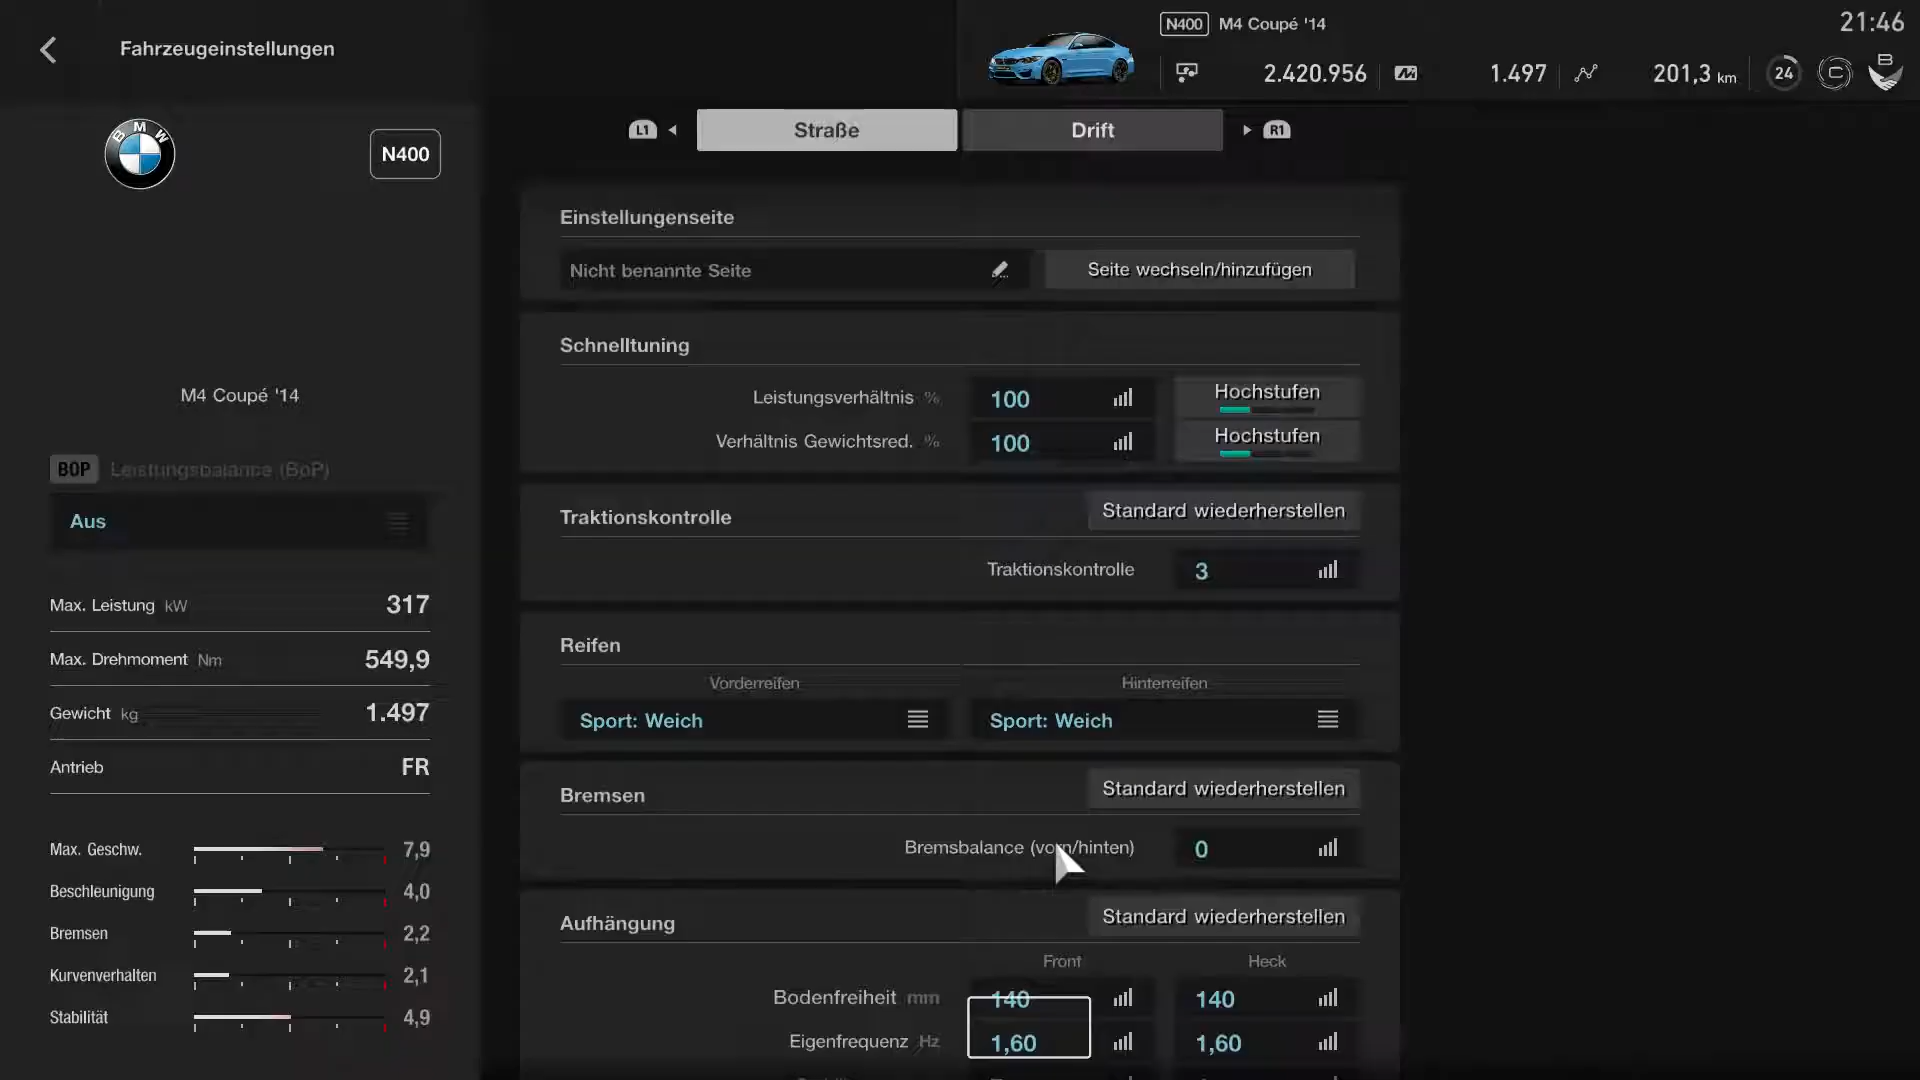 Fahrzeugeinstellungen
N400 M4 Coupé '14
21:46
2.420.956
1.497
201,3 km
24
C
B
BMW
N400
M4 Coupé '14
BOP Leistungsbalance (BoP)
Aus
Max. Leistung kW 317
Max. Drehmoment Nm 549,9
Gewicht kg 1.497
Antrieb FR
Max. Geschw. 7,9
Beschleunigung 4,0
Bremsen 2,2
Kurvenverhalten 2,1
Stabilität 4,9
L1 Straße Drift R1
Einstellungenseite
Nicht benannte Seite Seite wechseln/hinzufügen
Schnelltuning
Leistungsverhältnis % 100 Hochstufen
Verhältnis Gewichtsred. % 100 Hochstufen
Traktionskontrolle Standard wiederherstellen
Traktionskontrolle 3
Reifen
Vorderreifen Hinterreifen
Sport: Weich Sport: Weich
Bremsen Standard wiederherstellen
Bremsbalance (vorn/hinten) 0
Aufhängung Standard wiederherstellen
Front Heck
Bodenfreiheit mm 140 140
Eigenfrequenz Hz 1,60 1,60